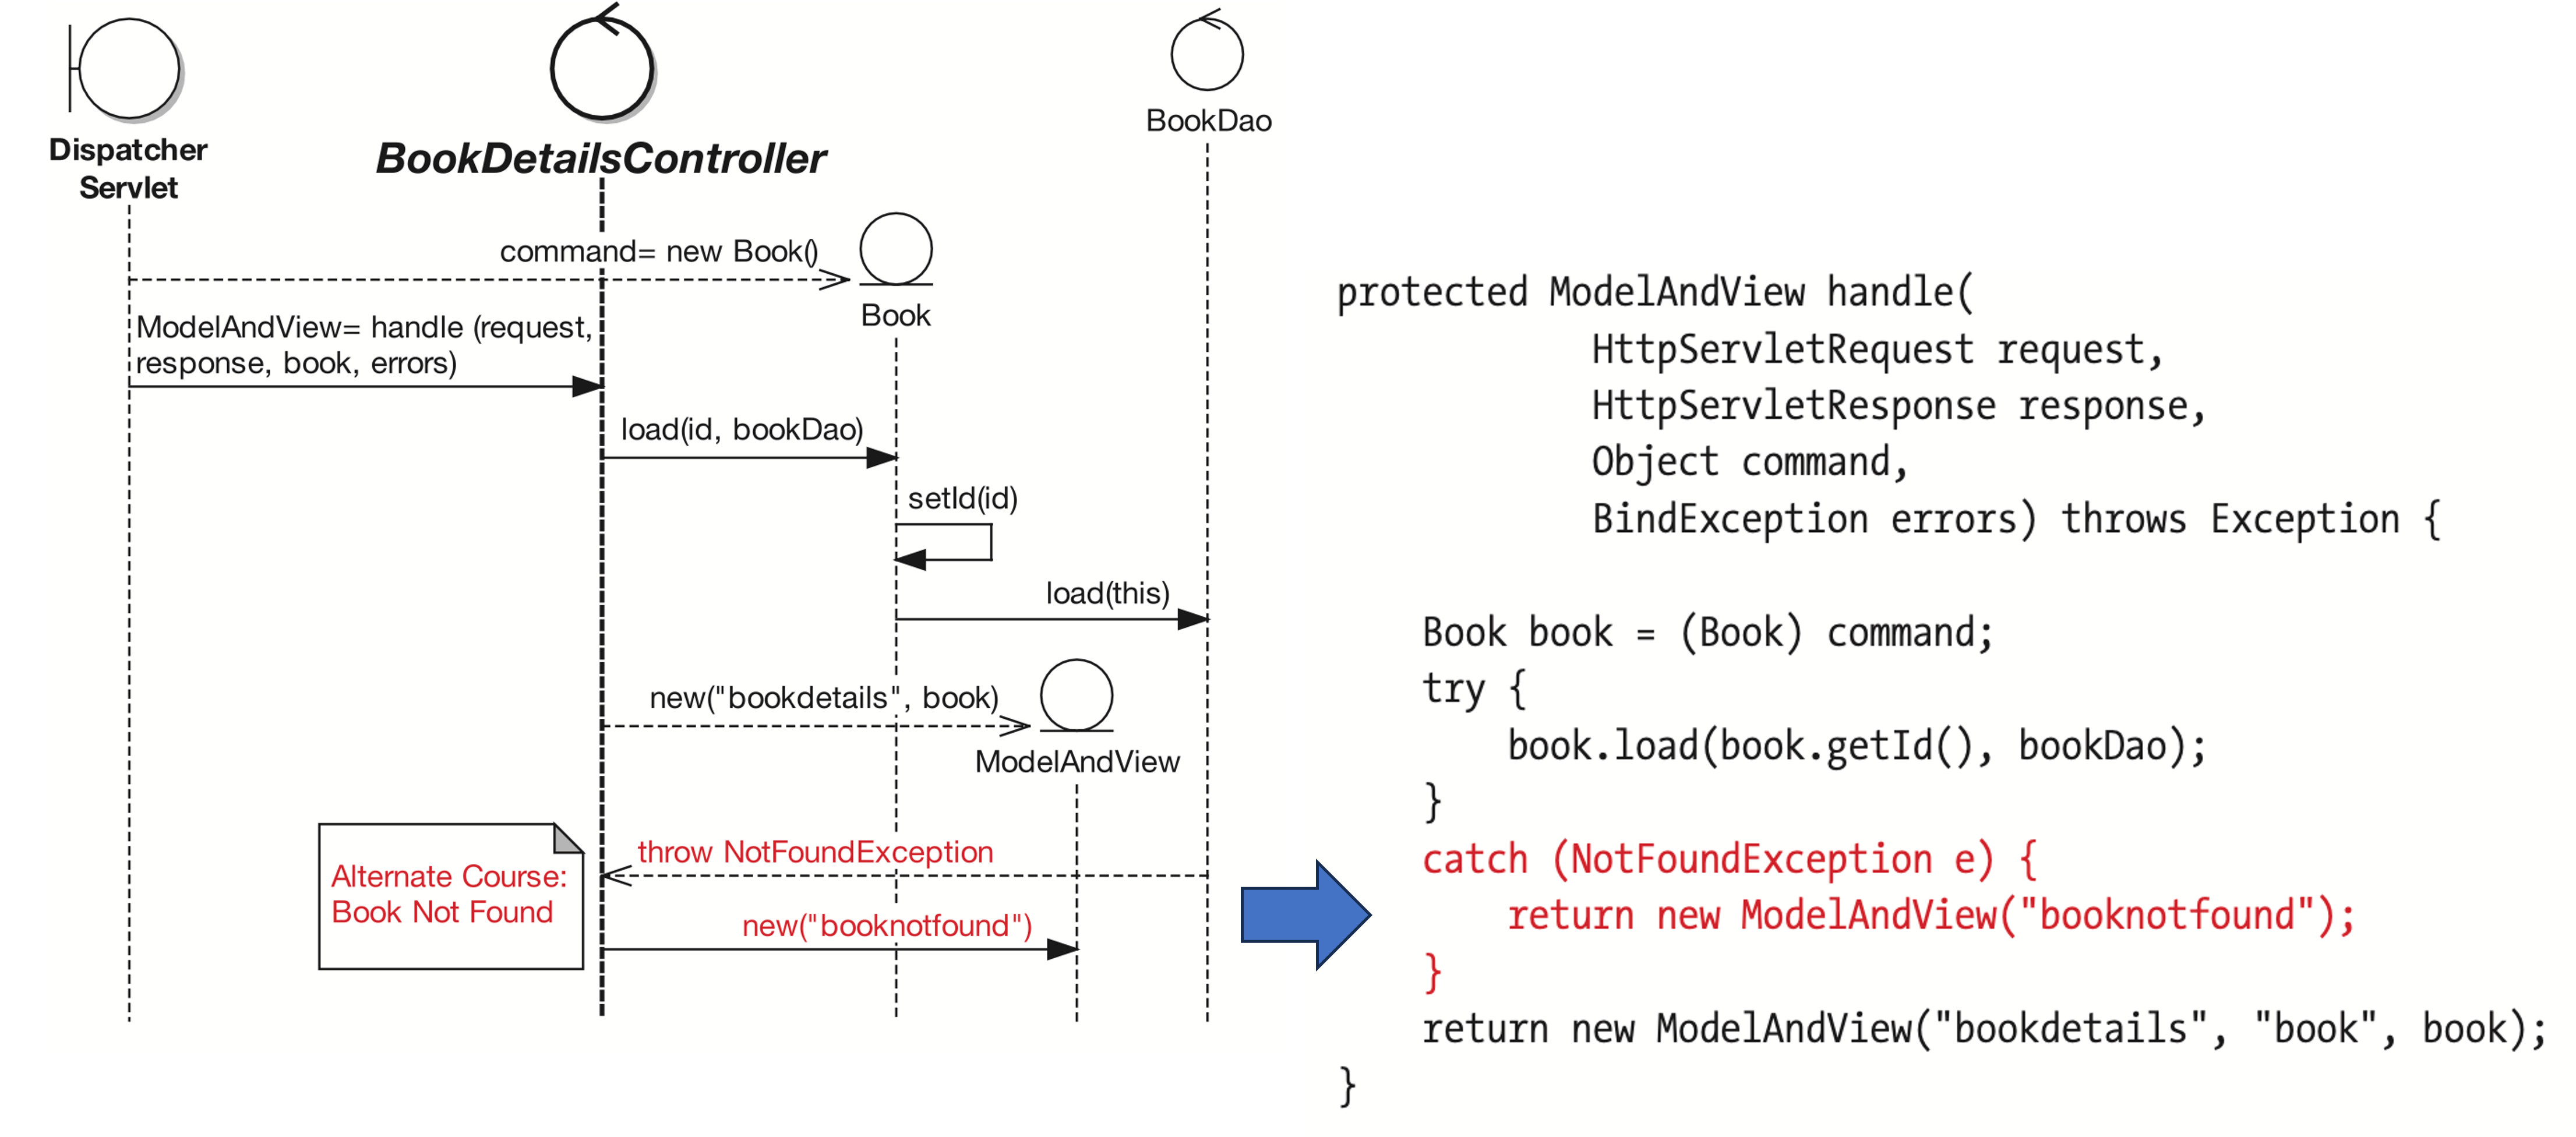 Dispatcher
Servlet
BookDetailsController
BookDao
command= new Book()
Book
ModelAndView= handle (request,
response, book, errors)
load(id, bookDao)
setId(id)
load(this)
new("bookdetails", book)
ModelAndView
throw NotFoundException
Alternate Course:
Book Not Found
new("booknotfound")
protected ModelAndView handle(
HttpServletRequest request,
HttpServletResponse response,
Object command,
BindException errors) throws Exception {
Book book = (Book) command;
try {
book.load(book.getId(), bookDao);
}
catch (NotFoundException e) {
return new ModelAndView("booknotfound");
}
return new ModelAndView("bookdetails", "book", book);
}